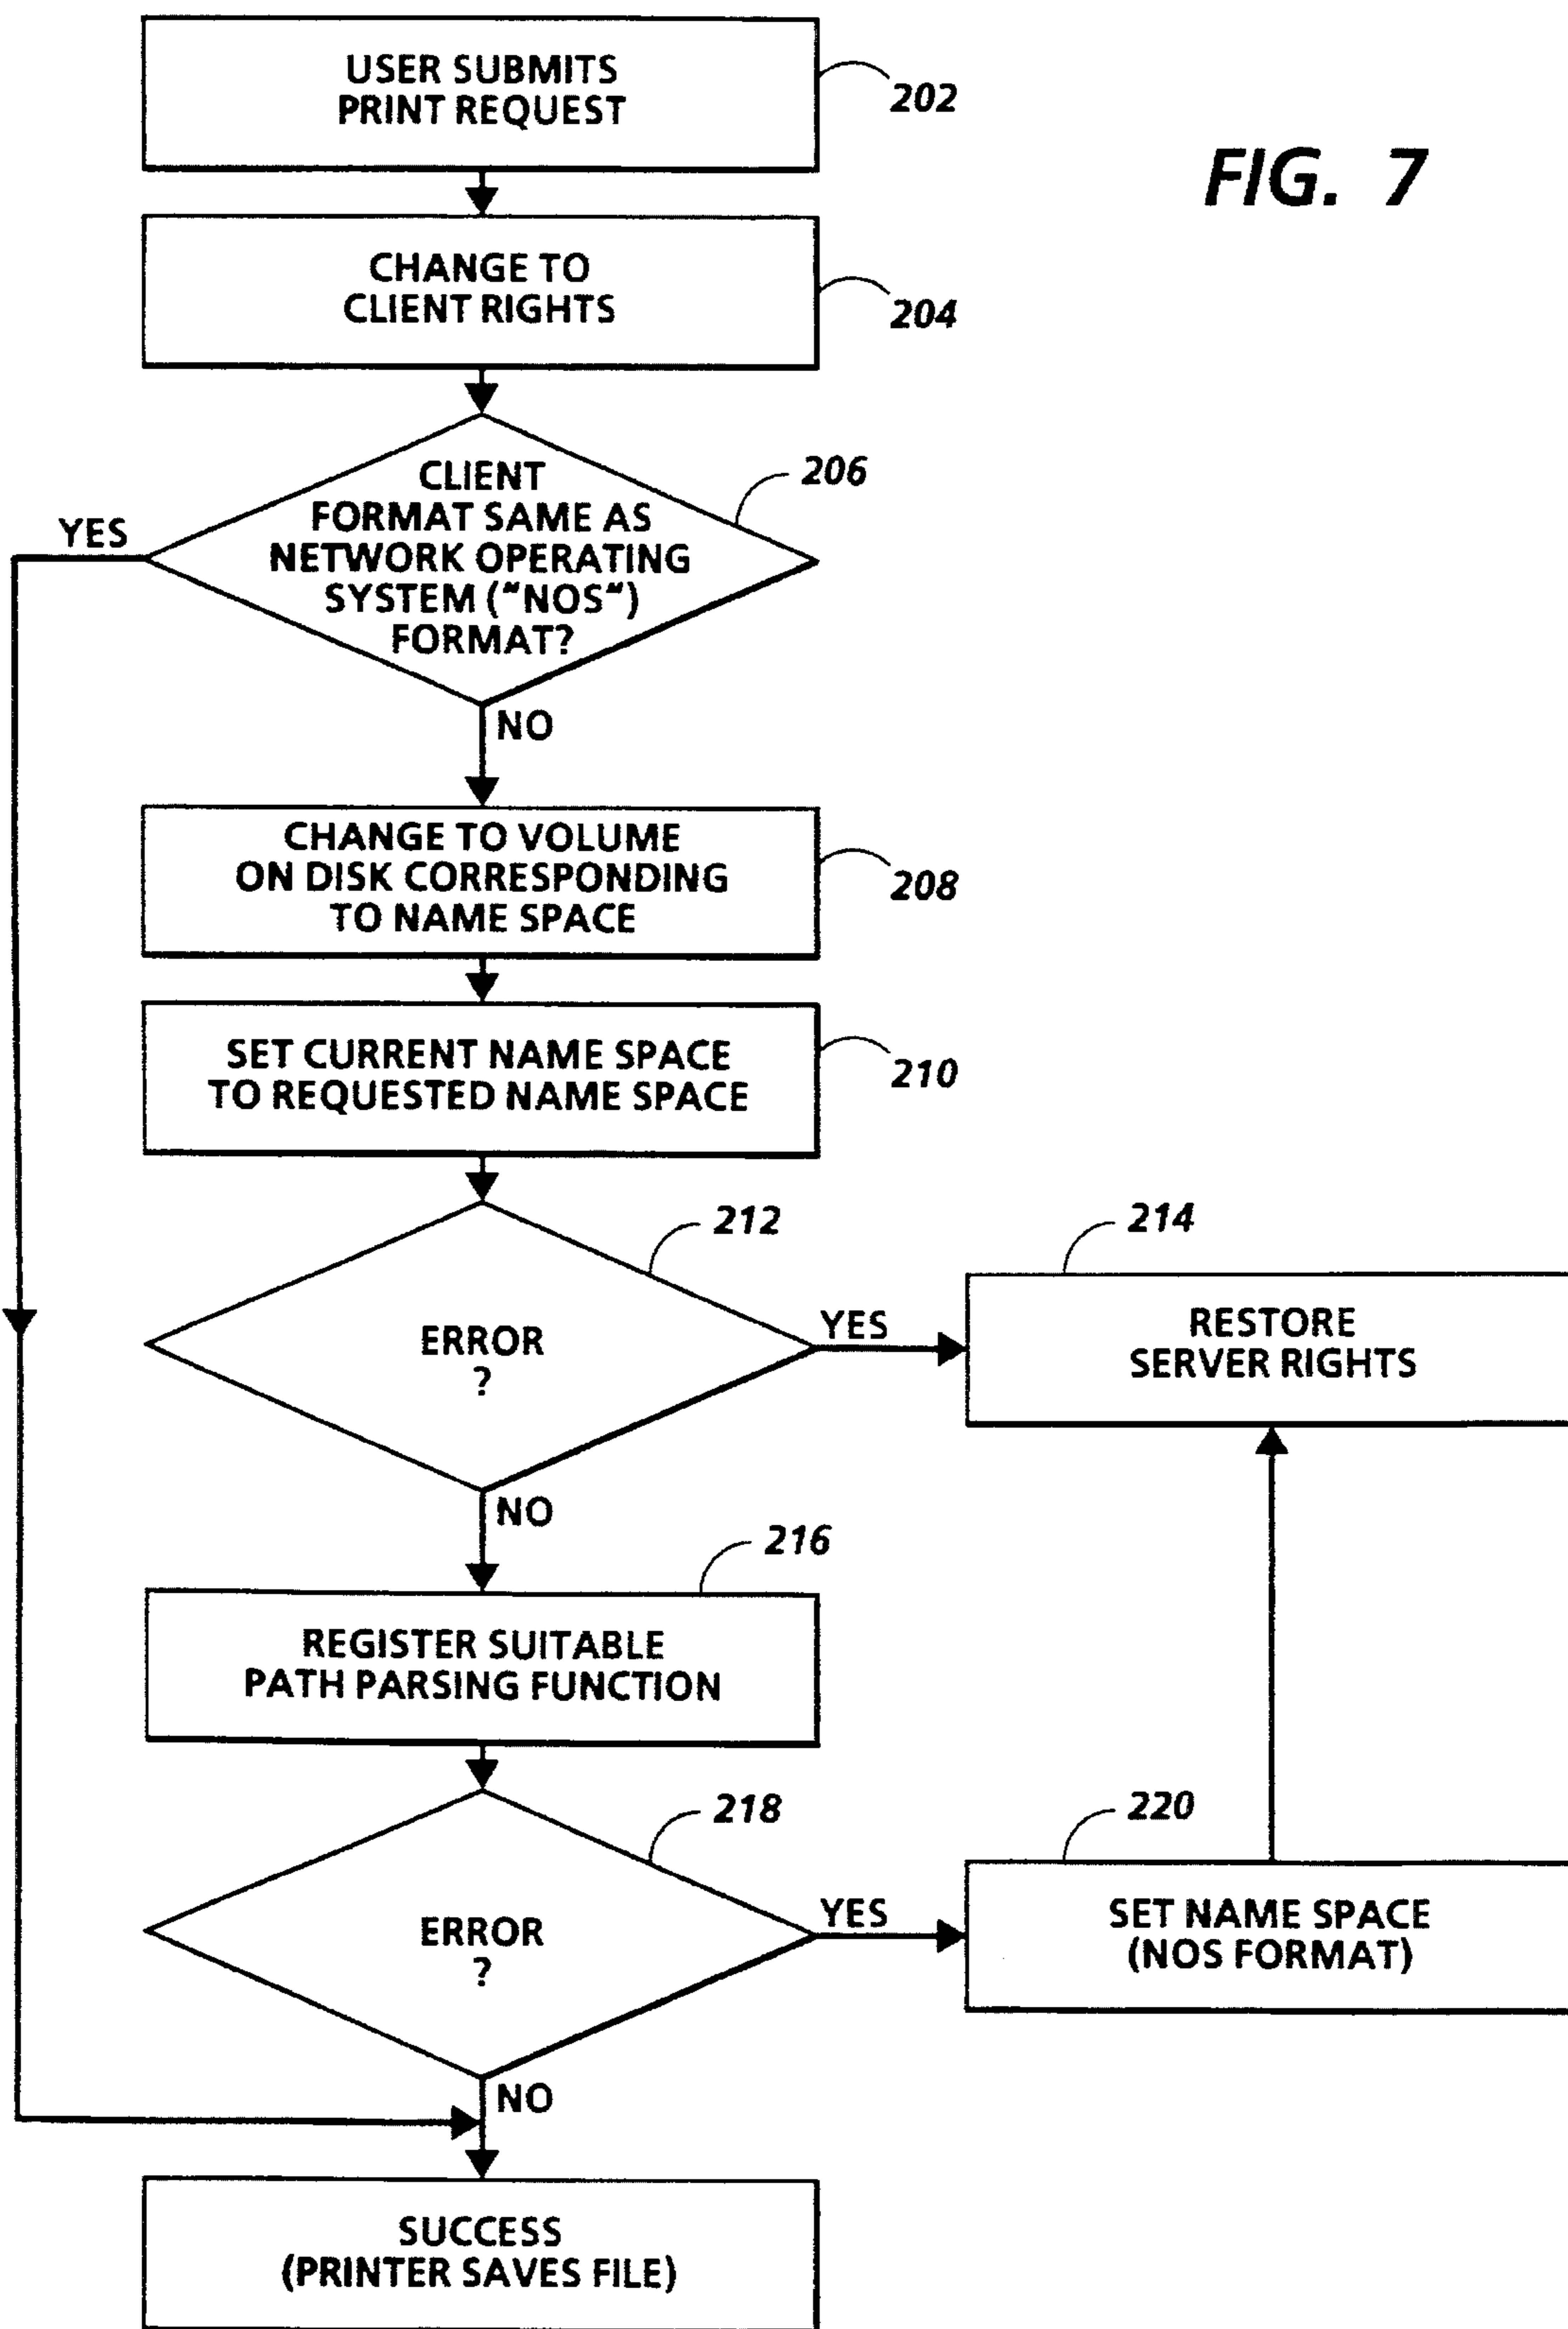 USER SUBMITS
PRINT REQUEST
202
FIG. 7
CHANGE TO
CLIENT RIGHTS
204
CLIENT
FORMAT SAME AS
NETWORK OPERATING
SYSTEM ("NOS")
FORMAT?
206
YES
NO
CHANGE TO VOLUME
ON DISK CORRESPONDING
TO NAME SPACE
208
SET CURRENT NAME SPACE
TO REQUESTED NAME SPACE
210
212
ERROR
?
YES
214
RESTORE
SERVER RIGHTS
NO
216
REGISTER SUITABLE
PATH PARSING FUNCTION
218
ERROR
?
YES
220
SET NAME SPACE
(NOS FORMAT)
NO
SUCCESS
(PRINTER SAVES FILE)